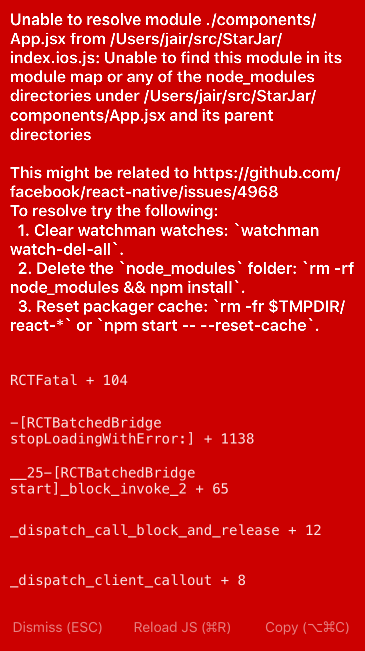 Unable to resolve module ./components/
App.jsx from /Users/jair/src/StarJar/
index.ios.js: Unable to find this module in its
module map or any of the node_modules
directories under /Users/jair/src/StarJar/
components/App.jsx and its parent
directories

This might be related to https://github.com/
facebook/react-native/issues/4968
To resolve try the following:
  1. Clear watchman watches: `watchman
watch-del-all`.
  2. Delete the `node_modules` folder: `rm -rf
node_modules && npm install`.
  3. Reset packager cache: `rm -fr $TMPDIR/
react-*` or `npm start -- --reset-cache`.

RCTFatal + 104
-[RCTBatchedBridge
stopLoadingWithError:] + 1138
__25-[RCTBatchedBridge
start]_block_invoke_2 + 65
_dispatch_call_block_and_release + 12
_dispatch_client_callout + 8
Dismiss (ESC) Reload JS (⌘R) Copy (⌥⌘C)